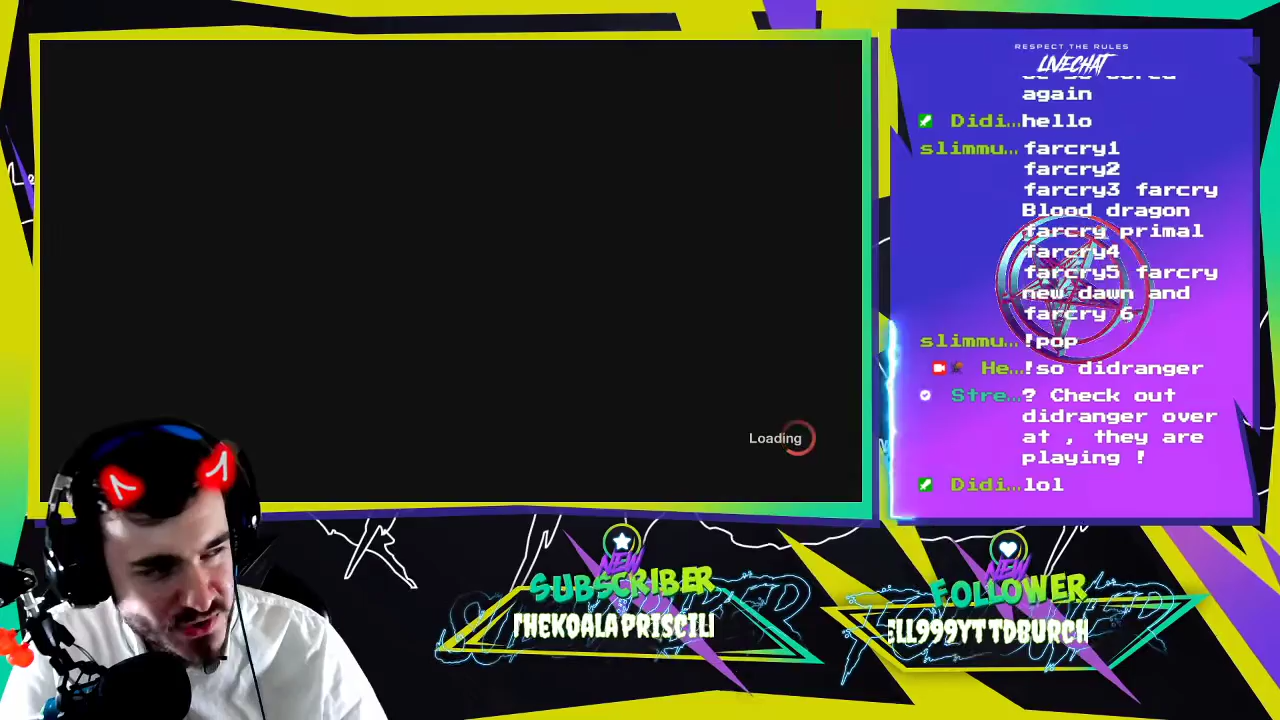 RESPECT THE RULES
LIVECHAT
again
Didi...hello
slimmu...farcry1
farcry2
farcry3 farcry
Blood dragon
farcry primal
farcry4
farcry5 farcry
new dawn and
farcry 6
slimmu...!pop
He...!so didranger
Stre...? Check out
didranger over
at , they are
playing !
Didi...lol
Loading
NEW
SUBSCRIBER
THEKOALAPRISCILI
NEW
FOLLOWER
ELL999YTTDBURCH